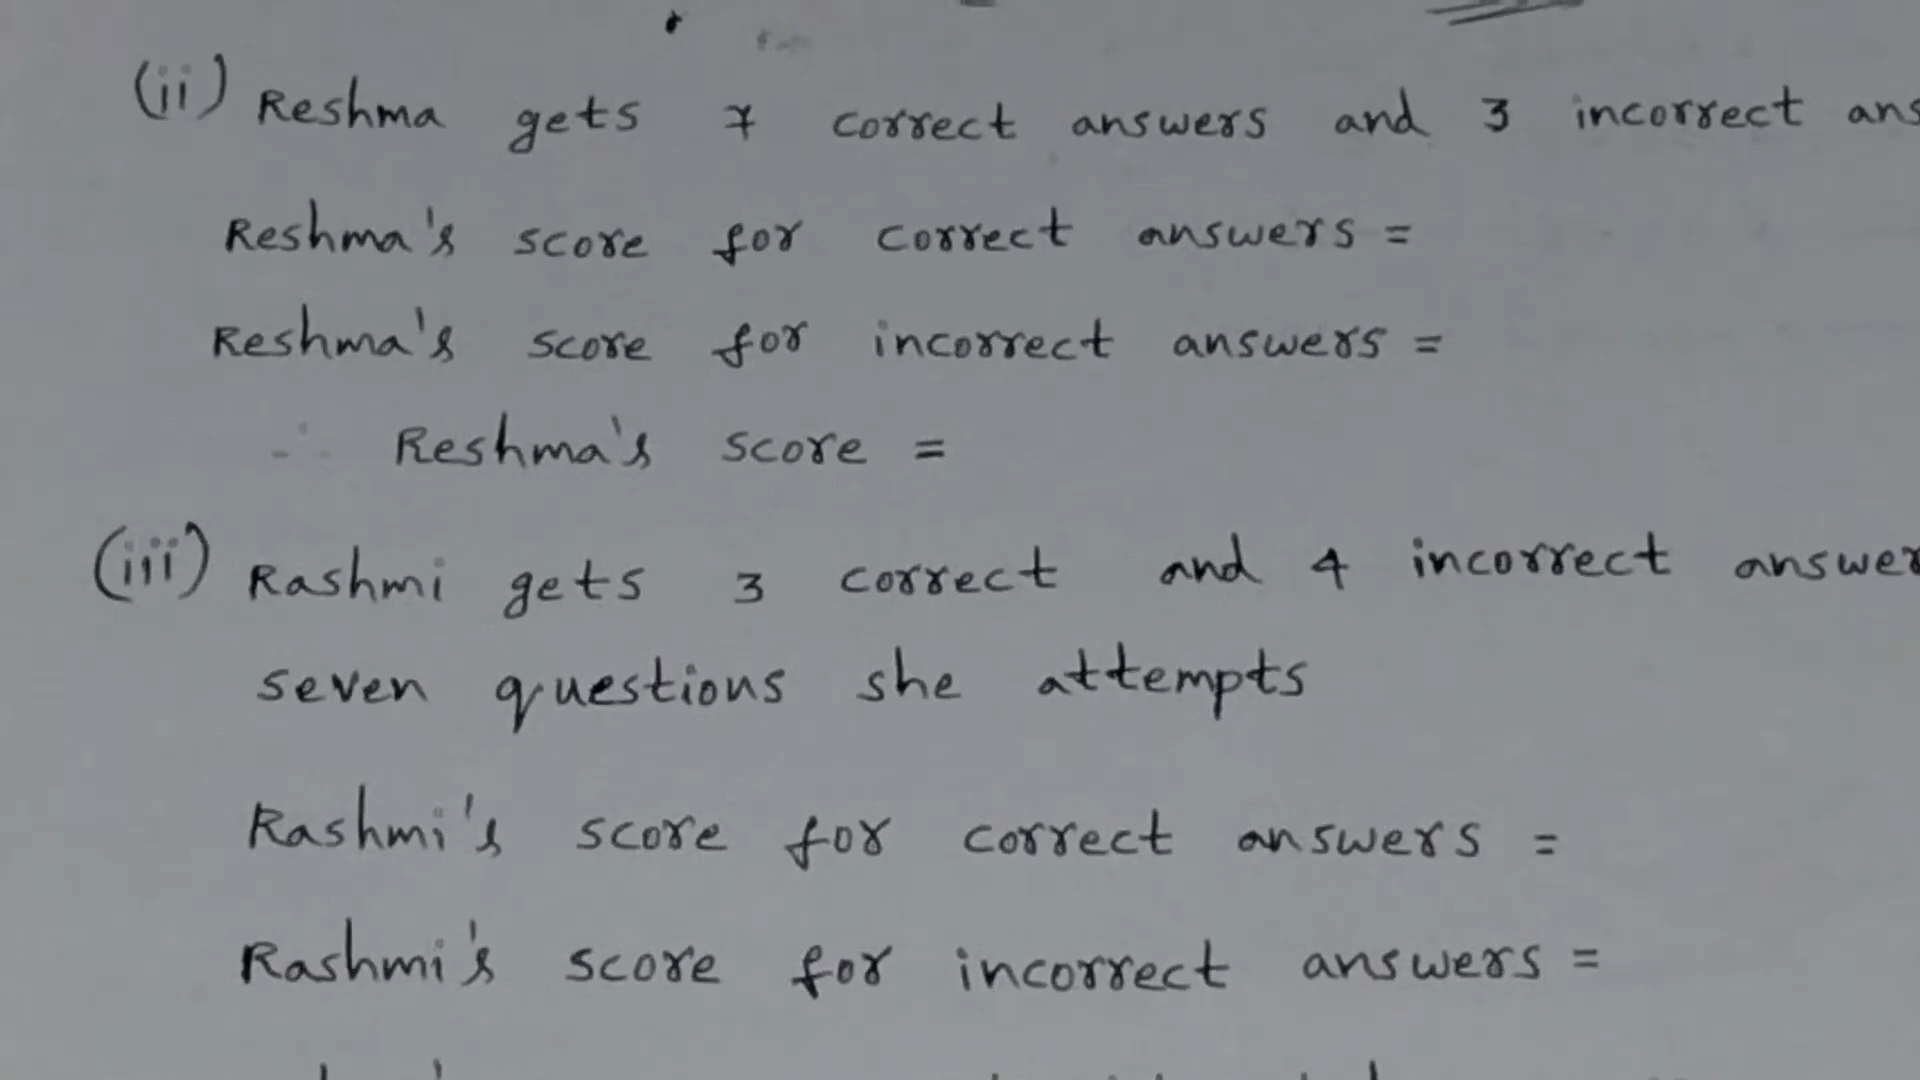 (ii) Reshma gets 7 correct answers and 3 incorrect ans
Reshma's score for correct answers =
Reshma's score for incorrect answers =
∴ Reshma's score =
(iii) Rashmi gets 3 correct and 4 incorrect answer
seven questions she attempts
Rashmi's score for correct answers =
Rashmi's score for incorrect answers =